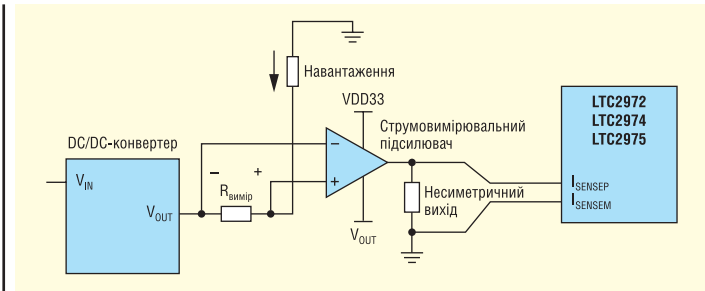 Навантаження
VDD33
LTC2972
LTC2974
LTC2975
Струмовимірювальний
підсилювач
DC/DC-конвертер
V_IN
− +
R_вимір
−
+
Несиметричний
вихід
V_OUT
V_OUT
I_SENSEP
I_SENSEM